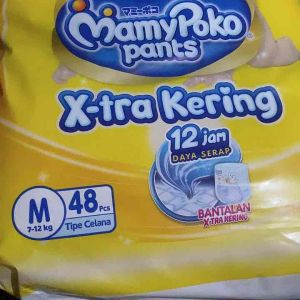 マミーポコ
MamyPoko
pants
X-tra Kering
12 jam
DAYA SERAP
M
7-12 kg
48 Pcs
Tipe Celana
BANTALAN
X-TRA KERING